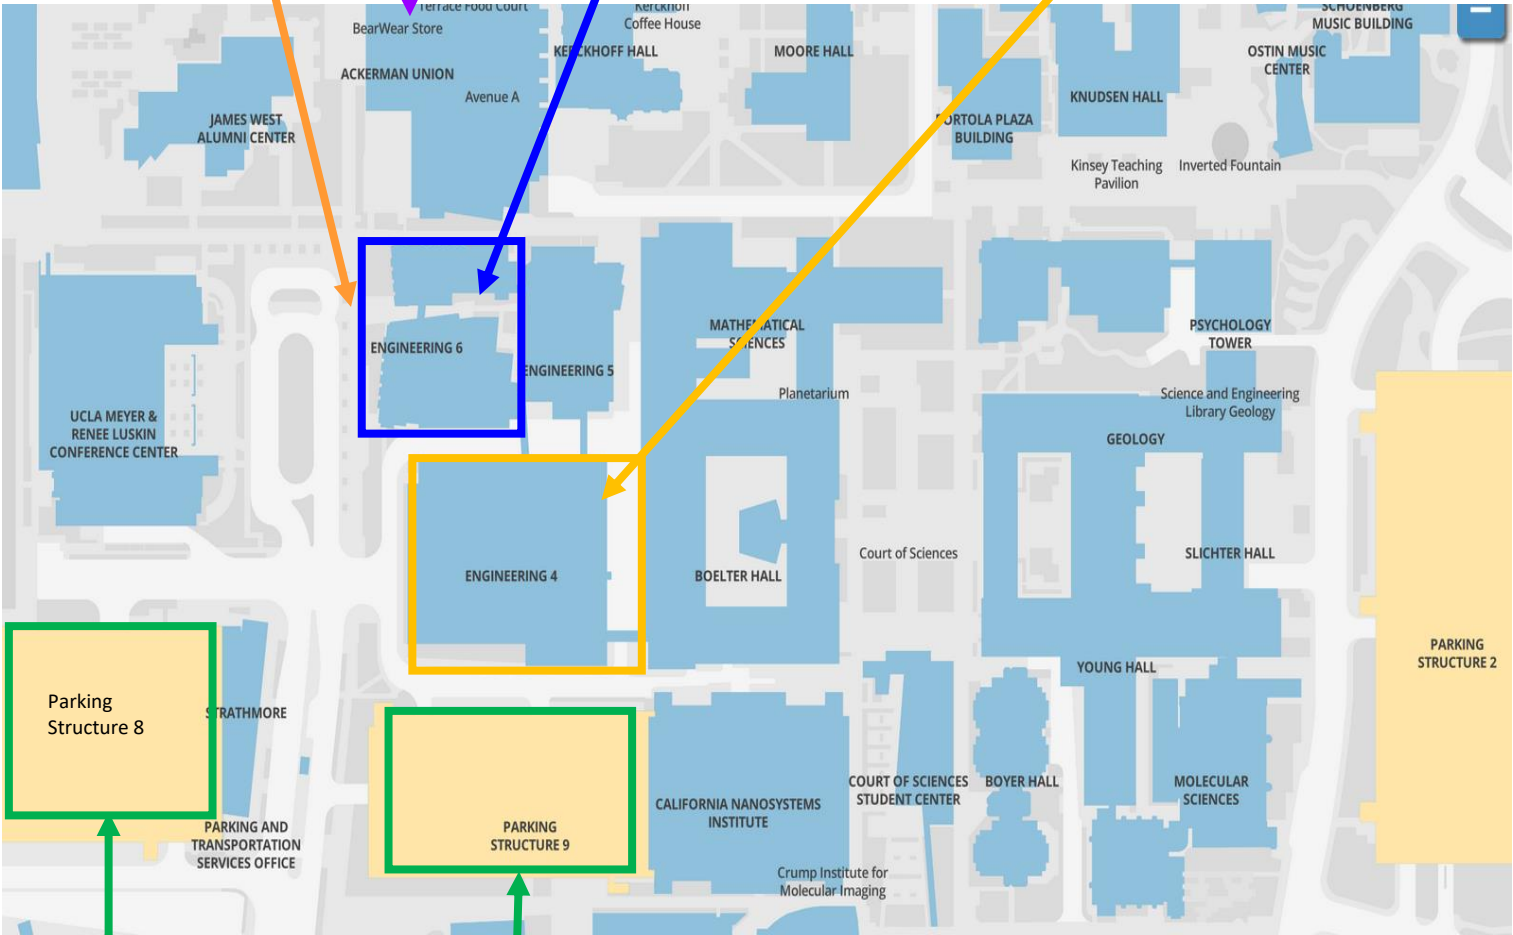 Terrace Food Court
BearWear Store
Kerckhoff
Coffee House
SCHOENBERG
MUSIC BUILDING
KERCKHOFF HALL
MOORE HALL
OSTIN MUSIC
CENTER
ACKERMAN UNION
Avenue A
KNUDSEN HALL
JAMES WEST
ALUMNI CENTER
PORTOLA PLAZA
BUILDING
Kinsey Teaching
Pavilion
Inverted Fountain
MATHEMATICAL
SCIENCES
PSYCHOLOGY
TOWER
ENGINEERING 6
ENGINEERING 5
Planetarium
Science and Engineering
Library Geology
UCLA MEYER &
RENEE LUSKIN
CONFERENCE CENTER
GEOLOGY
ENGINEERING 4
BOELTER HALL
Court of Sciences
SLICHTER HALL
PARKING
STRUCTURE 2
YOUNG HALL
Parking
Structure 8
STRATHMORE
COURT OF SCIENCES
STUDENT CENTER
BOYER HALL
MOLECULAR
SCIENCES
CALIFORNIA NANOSYSTEMS
INSTITUTE
PARKING AND
TRANSPORTATION
SERVICES OFFICE
PARKING
STRUCTURE 9
Crump Institute for
Molecular Imaging